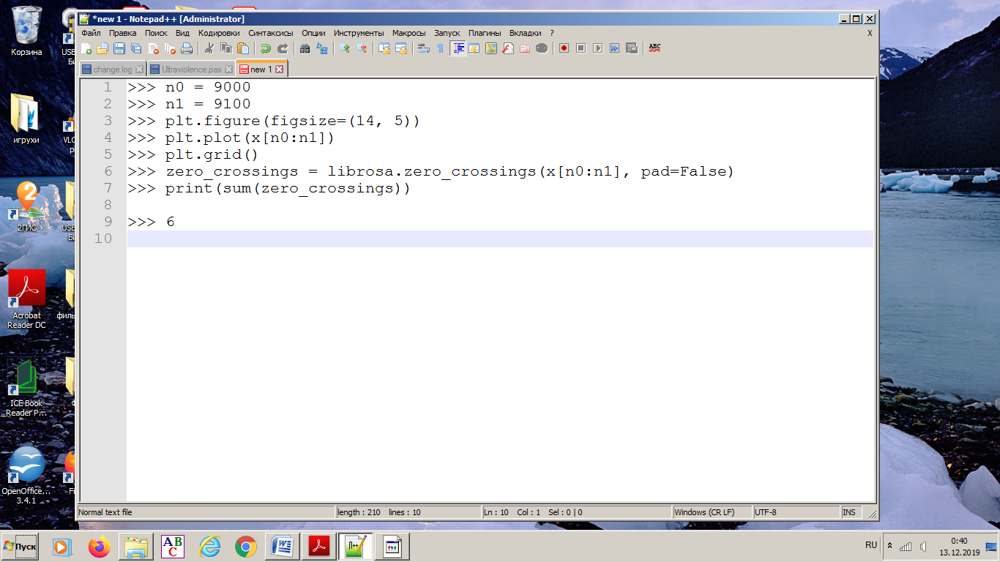 *new 1 - Notepad++ [Administrator]
Файл Правка Поиск Вид Кодировки Синтаксисы Опции Инструменты Макросы Запуск Плагины Вкладки ? X
ABC
change.log Ultraviolence.pas new 1
1 >>> n0 = 9000
2 >>> n1 = 9100
3 >>> plt.figure(figsize=(14, 5))
4 >>> plt.plot(x[n0:n1])
5 >>> plt.grid()
6 >>> zero_crossings = librosa.zero_crossings(x[n0:n1], pad=False)
7 >>> print(sum(zero_crossings))
8
9 >>> 6
10
Normal text file length : 210 lines : 10 Ln : 10 Col : 1 Sel : 0 | 0 Windows (CR LF) UTF-8 INS
Корзина
USB
Би
игрухи
VLC
p
2
2ГИС
USB
Би
Acrobat
Reader DC
филь
ICE Book
Reader P...
OpenOffice,...
3.4.1
Fi
Пуск
A B
C
RU
0:40
13.12.2019